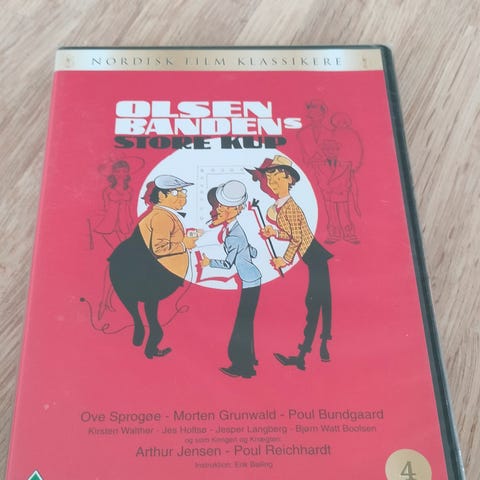 NORDISK FILM KLASSIKERE
OLSEN
BANDENS
STORE KUP
Ove Sprogøe - Morten Grunwald - Poul Bundgaard
Kirsten Walther - Jes Holtsø - Jesper Langberg - Bjørn Watt Boolsen
og som Kongen og Knægten:
Arthur Jensen - Poul Reichhardt
Instruktion: Erik Balling
4